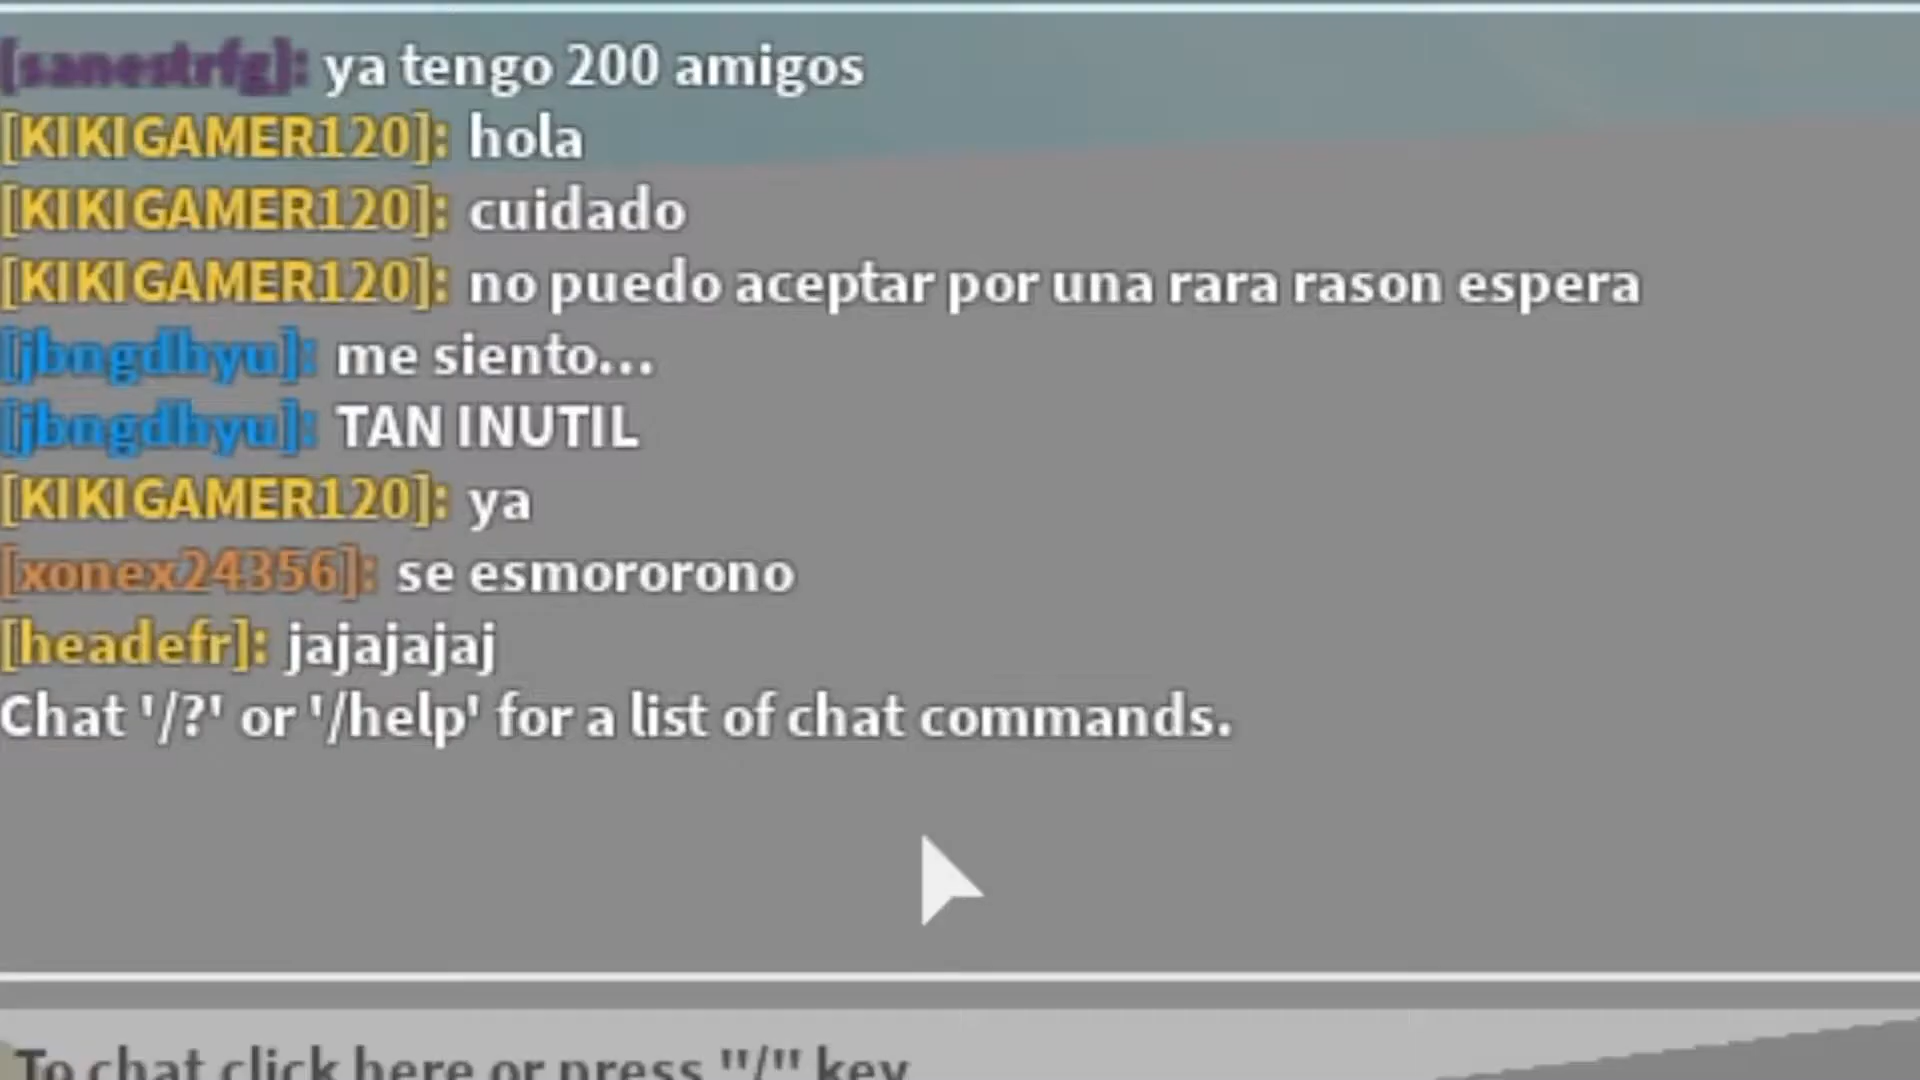 [sanestrfg]: ya tengo 200 amigos
[KIKIGAMER120]: hola
[KIKIGAMER120]: cuidado
[KIKIGAMER120]: no puedo aceptar por una rara rason espera
[jbngdhyu]: me siento...
[jbngdhyu]: TAN INUTIL
[KIKIGAMER120]: ya
[xonex24356]: se esmororono
[headefr]: jajajajaj
Chat '/?' or '/help' for a list of chat commands.
To chat click here or press "/" key